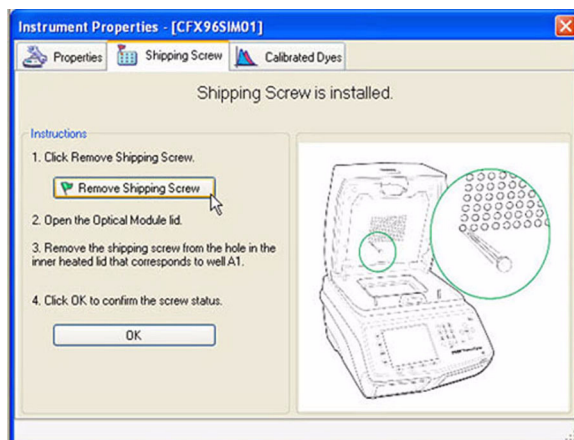 Instrument Properties - [CFX96SIM01]
Properties
Shipping Screw
Calibrated Dyes
Shipping Screw is installed.
Instructions
1. Click Remove Shipping Screw.
Remove Shipping Screw
2. Open the Optical Module lid.
3. Remove the shipping screw from the hole in the
inner heated lid that corresponds to well A1.
4. Click OK to confirm the screw status.
OK